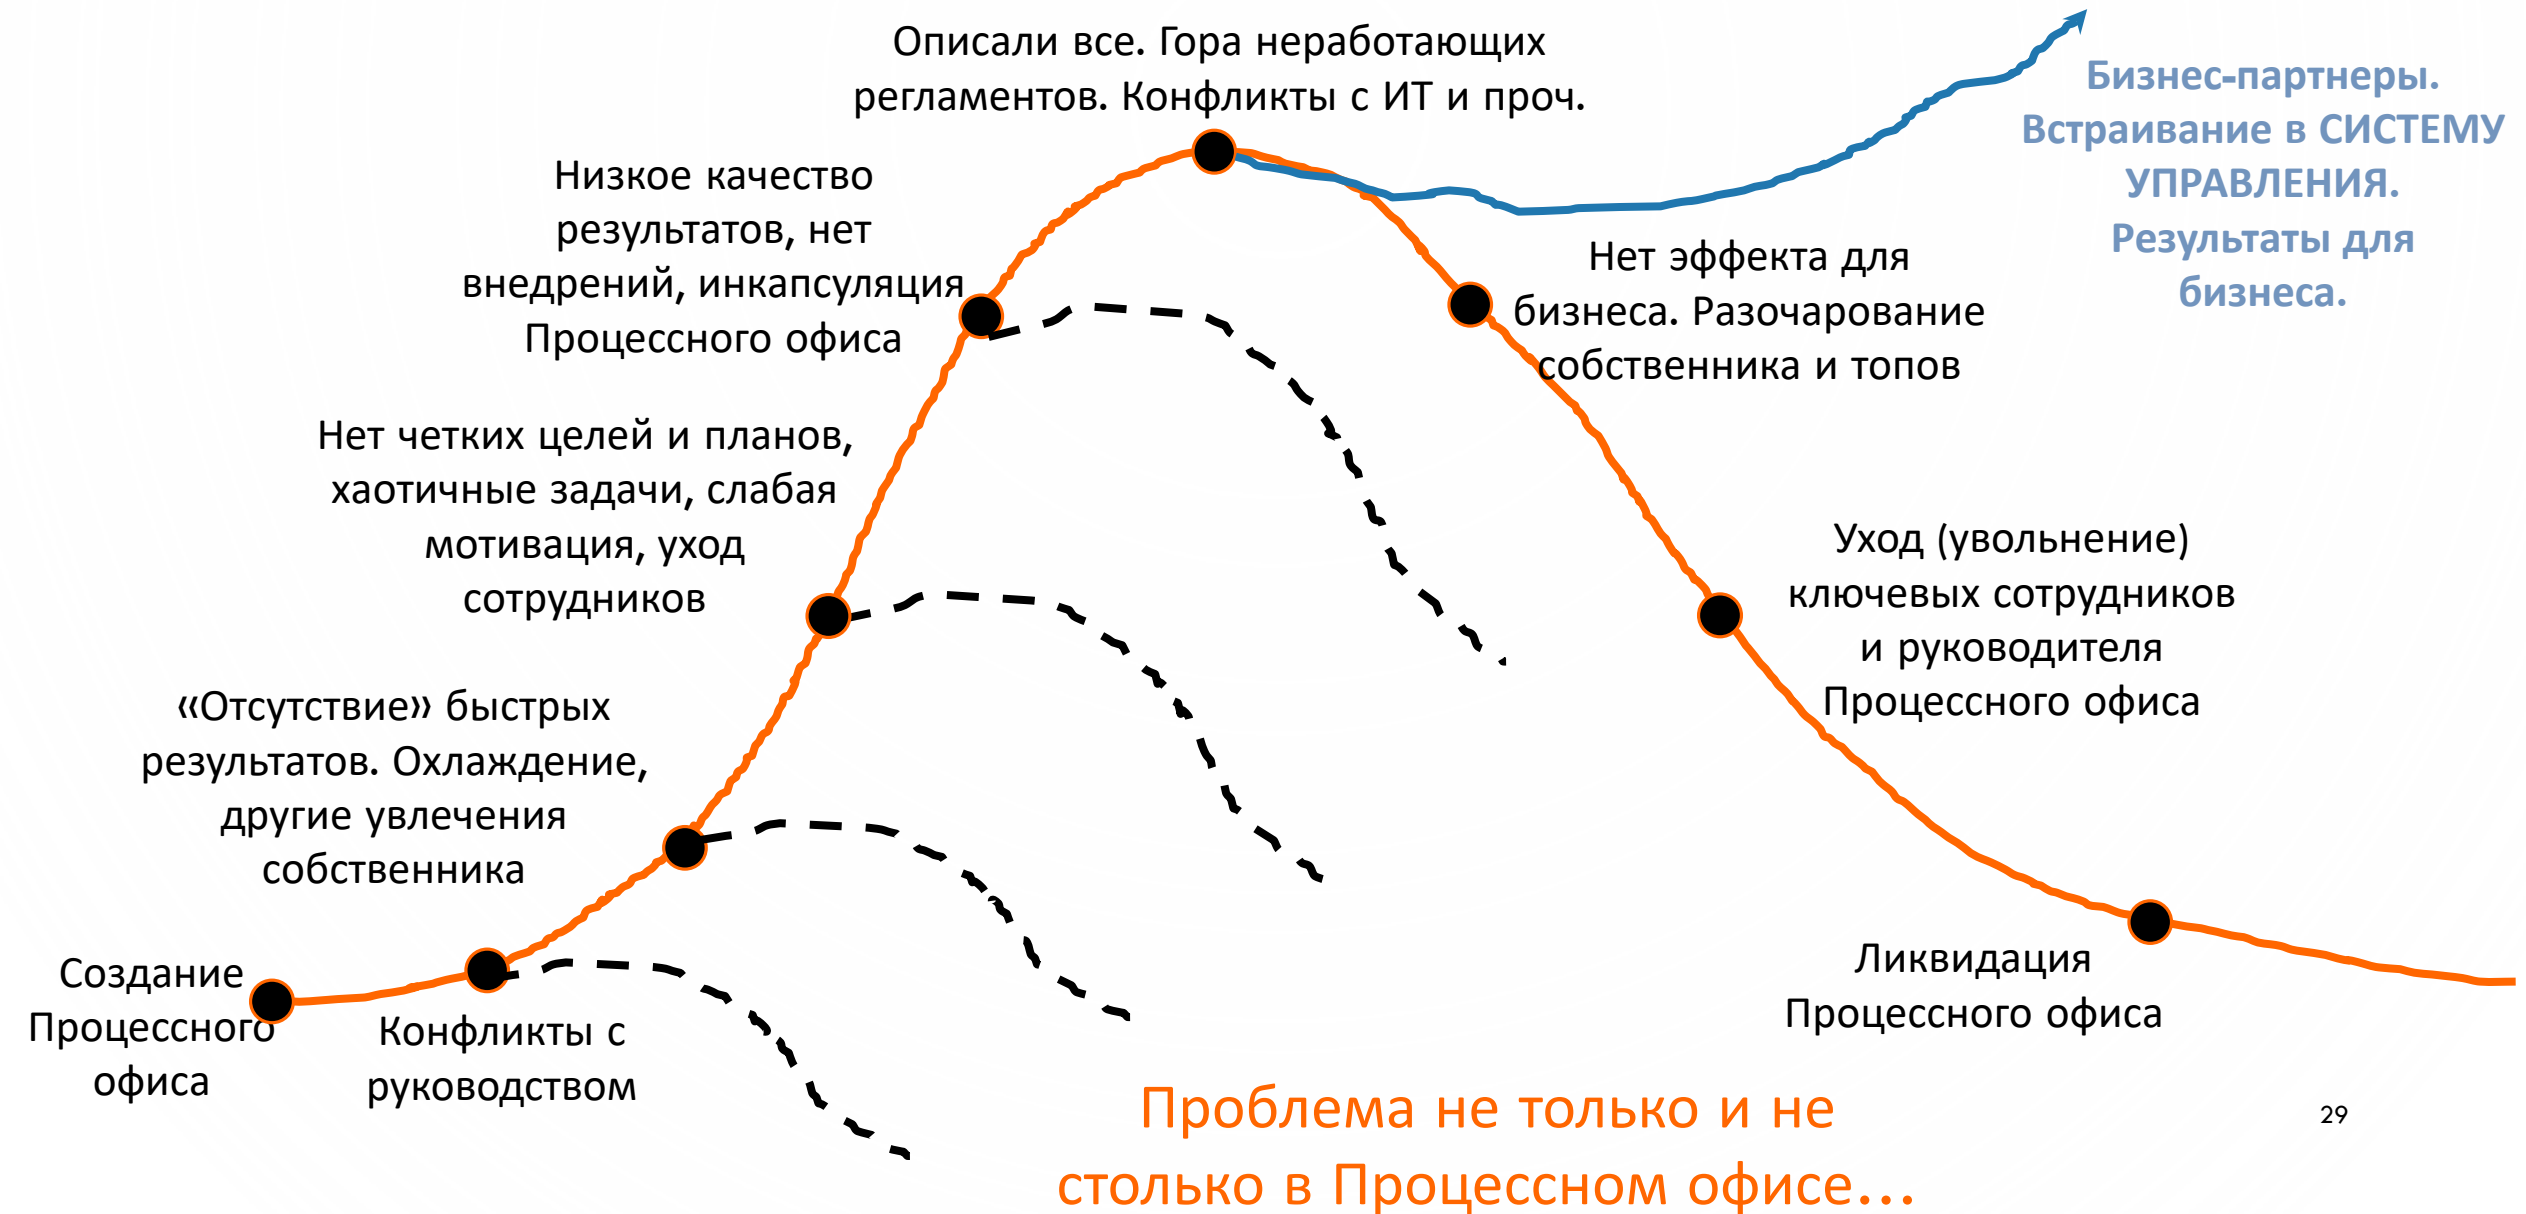 Описали все. Гора неработающих
регламентов. Конфликты с ИТ и проч.
Бизнес-партнеры.
Встраивание в СИСТЕМУ
УПРАВЛЕНИЯ.
Результаты для
бизнеса.
Низкое качество
результатов, нет
внедрений, инкапсуляция
Процессного офиса
Нет эффекта для
бизнеса. Разочарование
собственника и топов
Нет четких целей и планов,
хаотичные задачи, слабая
мотивация, уход
сотрудников
Уход (увольнение)
ключевых сотрудников
и руководителя
Процессного офиса
«Отсутствие» быстрых
результатов. Охлаждение,
другие увлечения
собственника
Создание
Процессного
офиса
Конфликты с
руководством
Ликвидация
Процессного офиса
Проблема не только и не
столько в Процессном офисе...
29